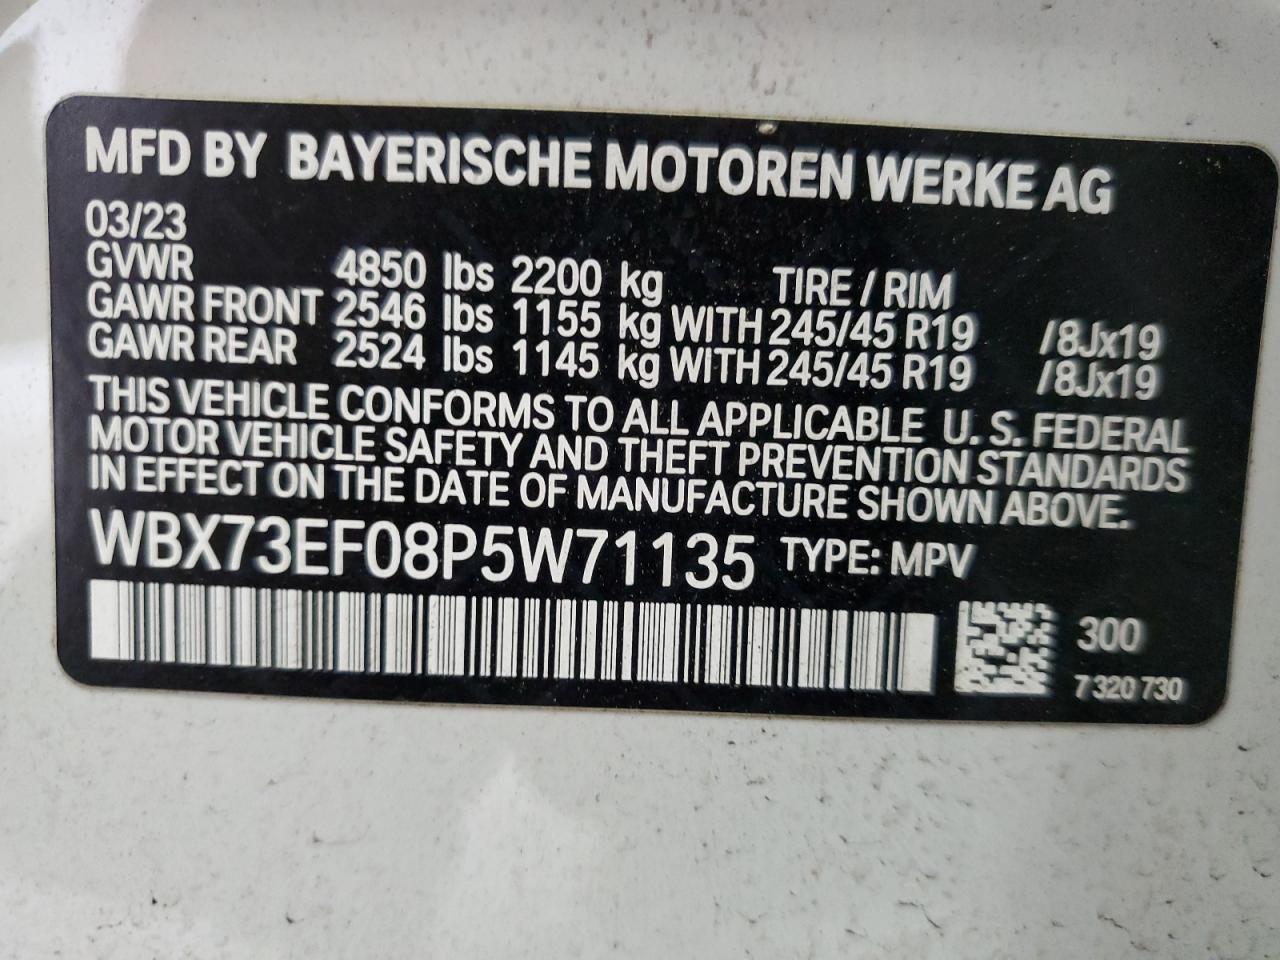 MFD BY BAYERISCHE MOTOREN WERKE AG
03/23
GVWR 4850 lbs 2200 kg TIRE / RIM
GAWR FRONT 2546 lbs 1155 kg WITH 245/45 R19 /8Jx19
GAWR REAR 2524 lbs 1145 kg WITH 245/45 R19 /8Jx19
THIS VEHICLE CONFORMS TO ALL APPLICABLE U. S. FEDERAL
MOTOR VEHICLE SAFETY AND THEFT PREVENTION STANDARDS
IN EFFECT ON THE DATE OF MANUFACTURE SHOWN ABOVE.
WBX73EF08P5W71135 TYPE: MPV
300
7 320 730